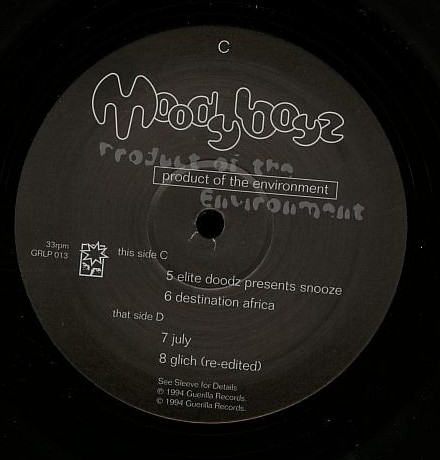 C
Moody boyz
Product of the
product of the environment
Environment
33rpm
GRLP 013
this side C
5 elite doodz presents snooze
6 destination africa
that side D
7 july
8 glich (re-edited)
See Sleeve for Details
℗ 1994 Guerilla Records.
© 1994 Guerilla Records.